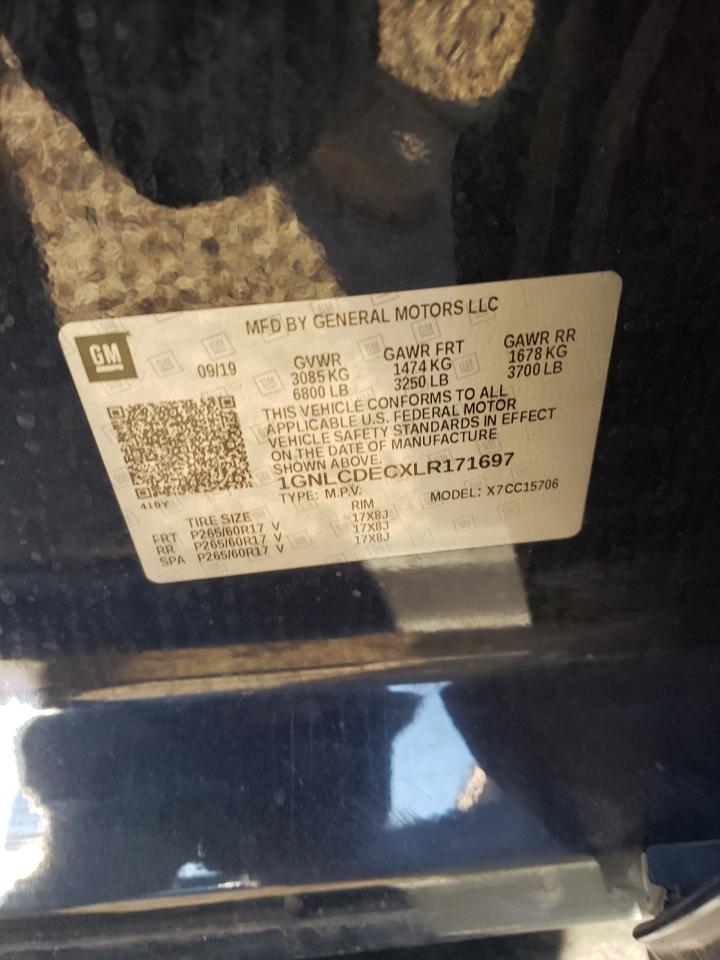 MFD BY GENERAL MOTORS LLC
GM
09/19
GVWR GAWR FRT GAWR RR
3085 KG 1474 KG 1678 KG
6800 LB 3250 LB 3700 LB
THIS VEHICLE CONFORMS TO ALL
APPLICABLE U.S. FEDERAL MOTOR
VEHICLE SAFETY STANDARDS IN EFFECT
ON THE DATE OF MANUFACTURE
SHOWN ABOVE.
1GNLCDECXLR171697
TYPE: M.P.V. MODEL: X7CC15706
410Y
TIRE SIZE RIM
FRT P265/60R17 V 17X8J
RR P265/60R17 V 17X8J
SPA P265/60R17 V 17X8J